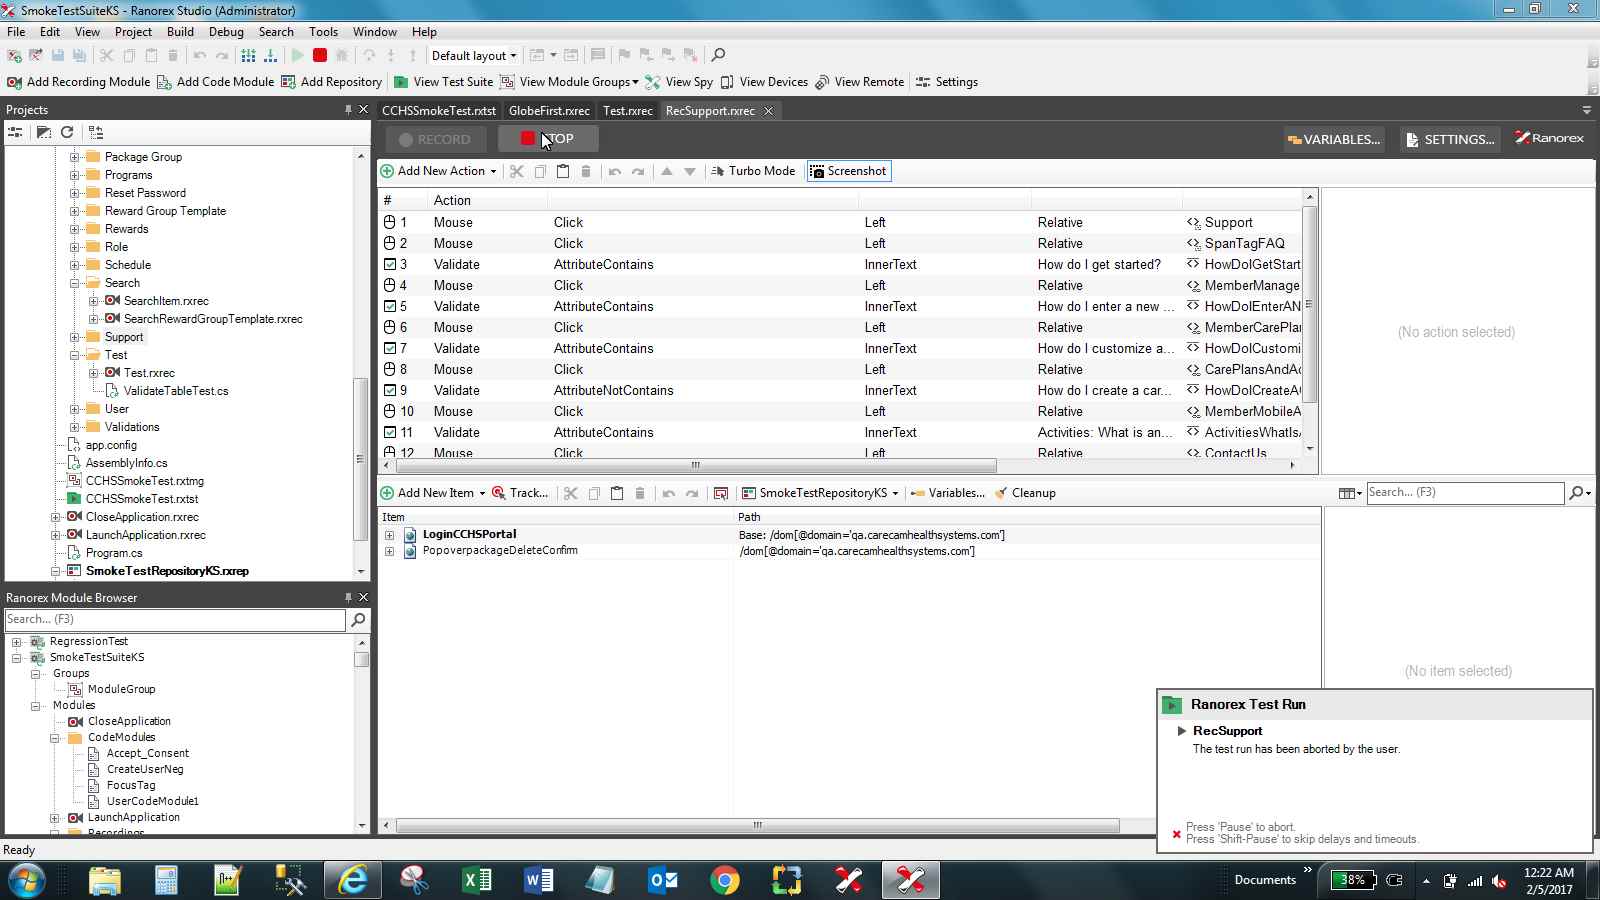 SmokeTestSuiteKS - Ranorex Studio (Administrator)
File Edit View Project Build Debug Search Tools Window Help
Default layout
Add Recording Module Add Code Module Add Repository View Test Suite View Module Groups View Spy View Devices View Remote Settings
Projects
Package Group
Programs
Reset Password
Reward Group Template
Rewards
Role
Schedule
Search
SearchItem.rxrec
SearchRewardGroupTemplate.rxrec
Support
Test
Test.rxrec
ValidateTableTest.cs
User
Validations
app.config
AssemblyInfo.cs
CCHSSmokeTest.rxtmg
CCHSSmokeTest.rxtst
CloseApplication.rxrec
LaunchApplication.rxrec
Program.cs
SmokeTestRepositoryKS.rxrep
Ranorex Module Browser
Search... (F3)
RegressionTest
SmokeTestSuiteKS
Groups
ModuleGroup
Modules
CloseApplication
CodeModules
Accept_Consent
CreateUserNeg
FocusTag
UserCodeModule1
LaunchApplication
Recordings
CCHSSmokeTest.rxtst GlobeFirst.rxrec Test.rxrec RecSupport.rxrec
RECORD STOP VARIABLES... SETTINGS... Ranorex
Add New Action Turbo Mode Screenshot
# Action
1 Mouse Click Left Relative Support
2 Mouse Click Left Relative SpanTagFAQ
3 Validate AttributeContains InnerText How do I get started? HowDoIGetStart
4 Mouse Click Left Relative MemberManage
5 Validate AttributeContains InnerText How do I enter a new ... HowDoIEnterAN
6 Mouse Click Left Relative MemberCarePlan
7 Validate AttributeContains InnerText How do I customize a... HowDoICustomi
8 Mouse Click Left Relative CarePlansAndA
9 Validate AttributeNotContains InnerText How do I create a car... HowDoICreateA
10 Mouse Click Left Relative MemberMobileA
11 Validate AttributeContains InnerText Activities: What is an... ActivitiesWhatIs
12 Mouse Click Left Relative ContactUs
(No action selected)
Add New Item Track... SmokeTestRepositoryKS Variables... Cleanup Search... (F3)
Item Path
LoginCCHSPortal Base: /dom[@domain='qa.carecamhealthsystems.com']
PopoverpackageDeleteConfirm /dom[@domain='qa.carecamhealthsystems.com']
(No item selected)
Ranorex Test Run
RecSupport
The test run has been aborted by the user.
Press 'Pause' to abort.
Press 'Shift-Pause' to skip delays and timeouts.
Ready
Documents
38%
12:22 AM
2/5/2017